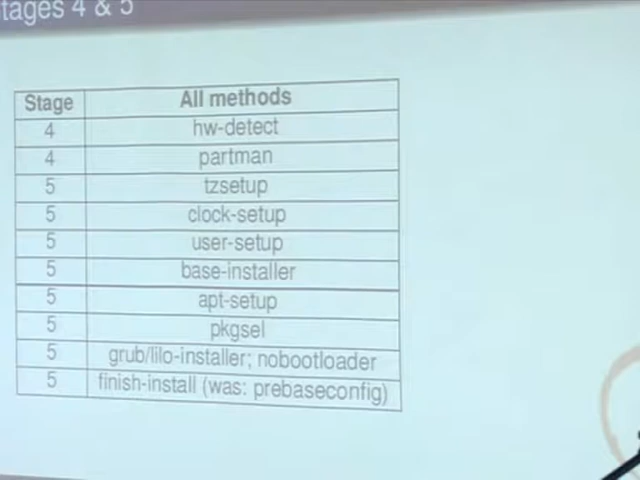 tages 4 & 5
Stage All methods
4 hw-detect
4 partman
5 tzsetup
5 clock-setup
5 user-setup
5 base-installer
5 apt-setup
5 pkgsel
5 grub/lilo-installer; nobootloader
5 finish-install (was: prebaseconfig)